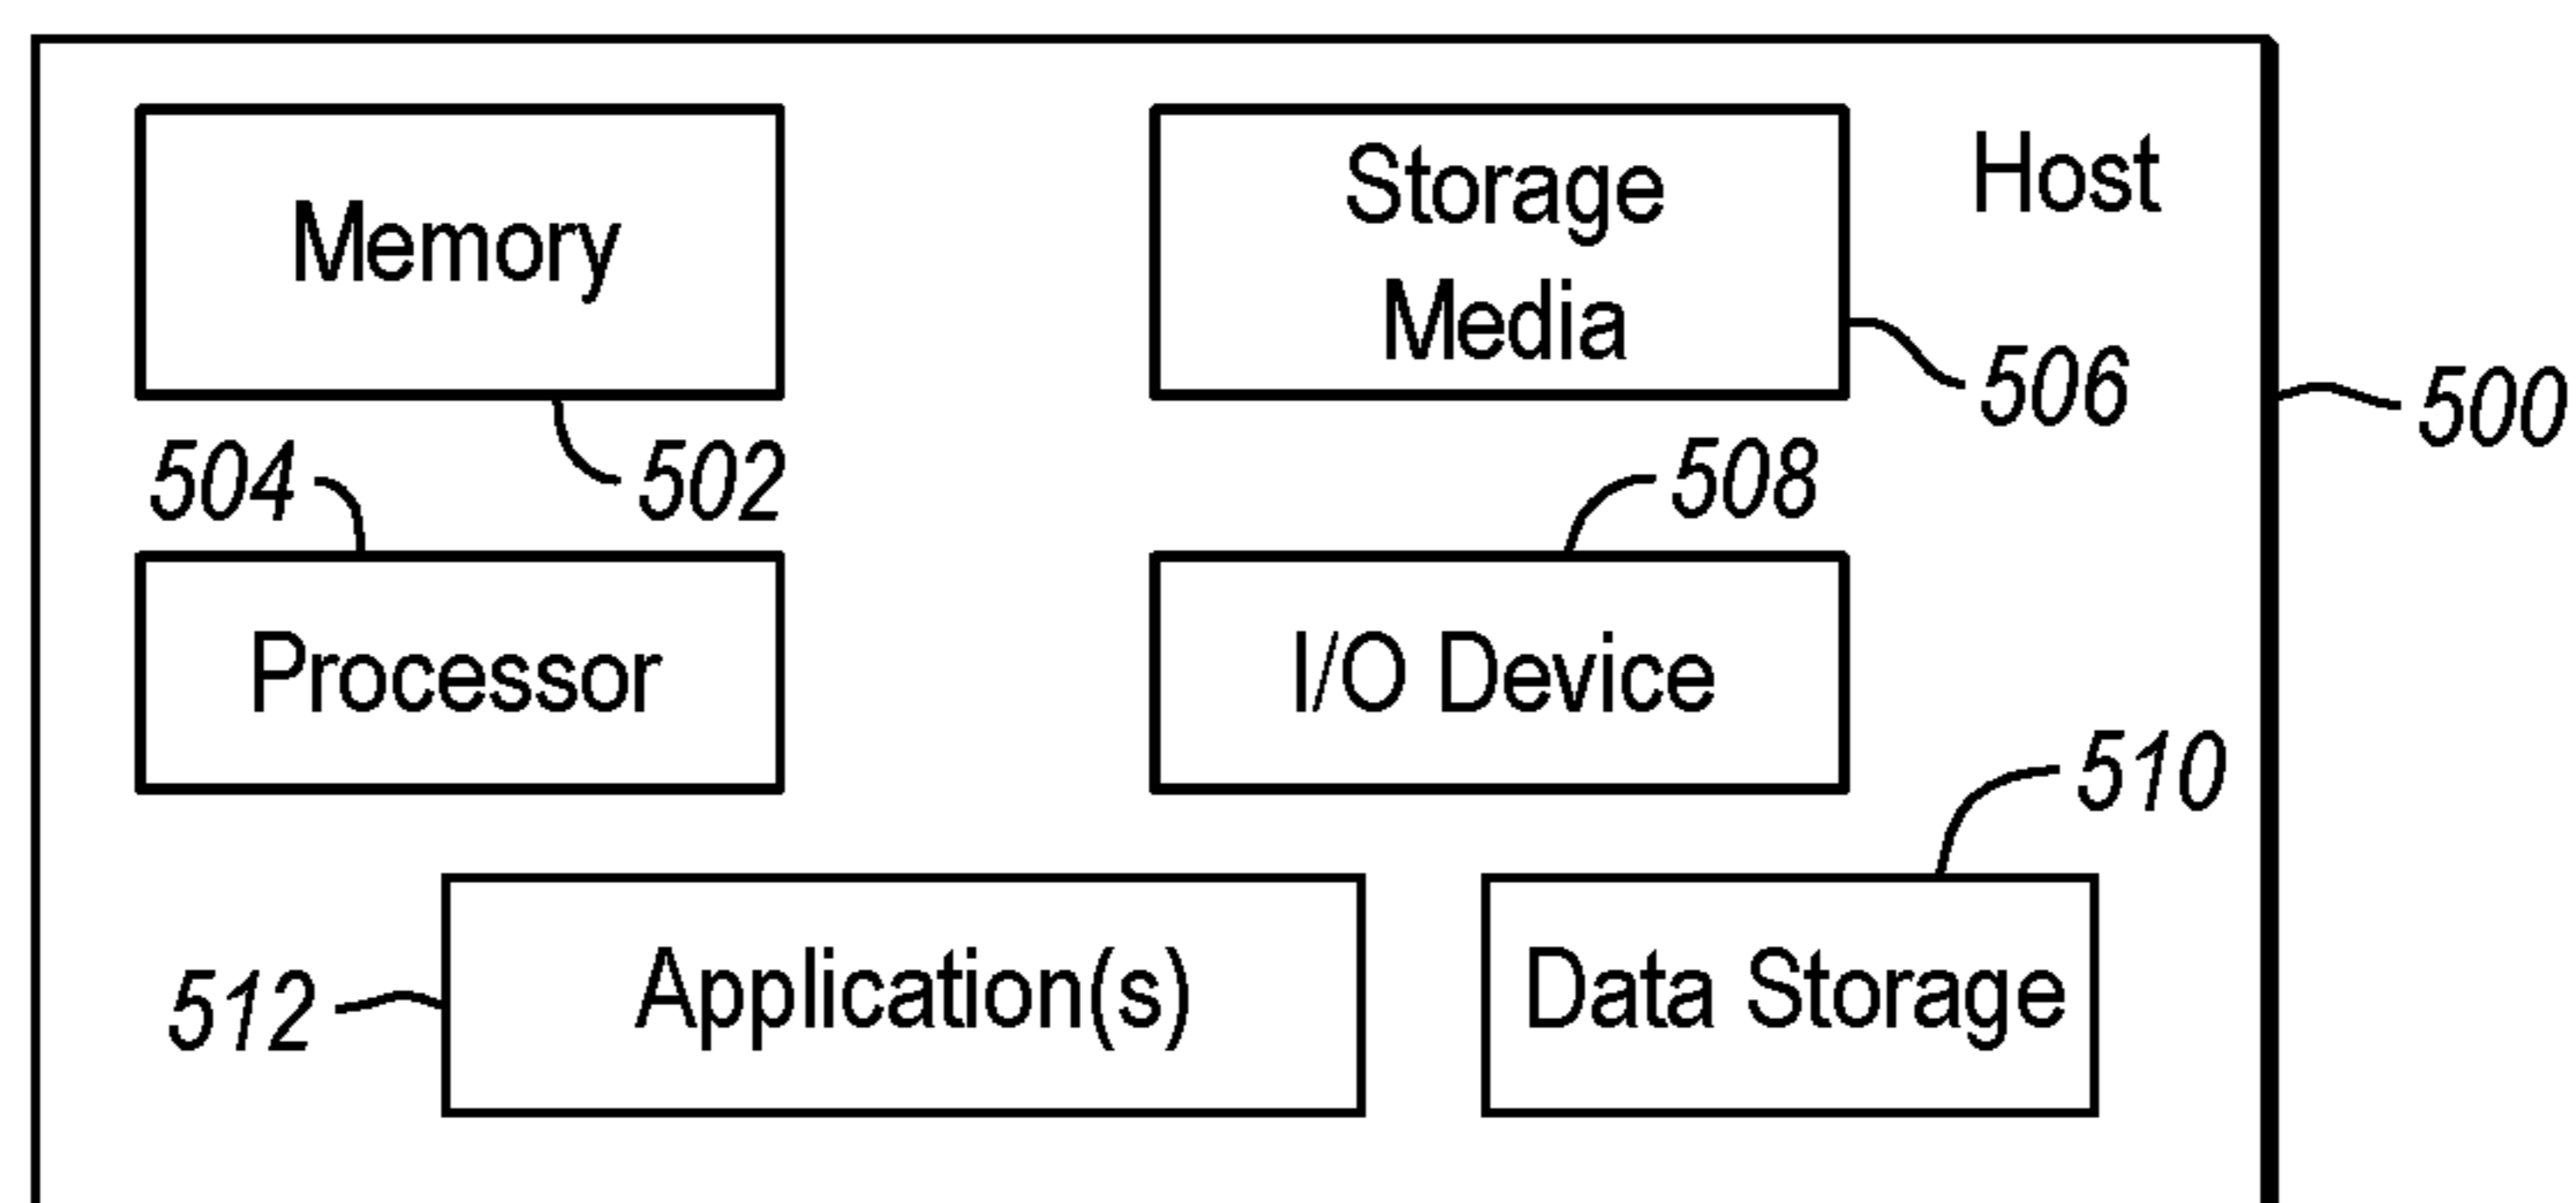 Memory
Storage
Media
Host
506
500
504
502
508
Processor
I/O Device
510
512
Application(s)
Data Storage